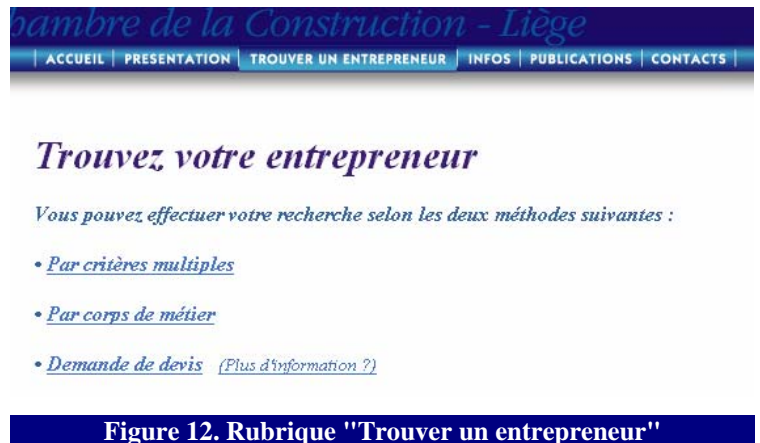 hambre de la Construction - Liège
ACCUEIL | PRESENTATION | TROUVER UN ENTREPRENEUR | INFOS | PUBLICATIONS | CONTACTS |
Trouvez votre entrepreneur
Vous pouvez effectuer votre recherche selon les deux méthodes suivantes :
• Par critères multiples
• Par corps de métier
• Demande de devis (Plus d'information ?)
Figure 12. Rubrique "Trouver un entrepreneur"